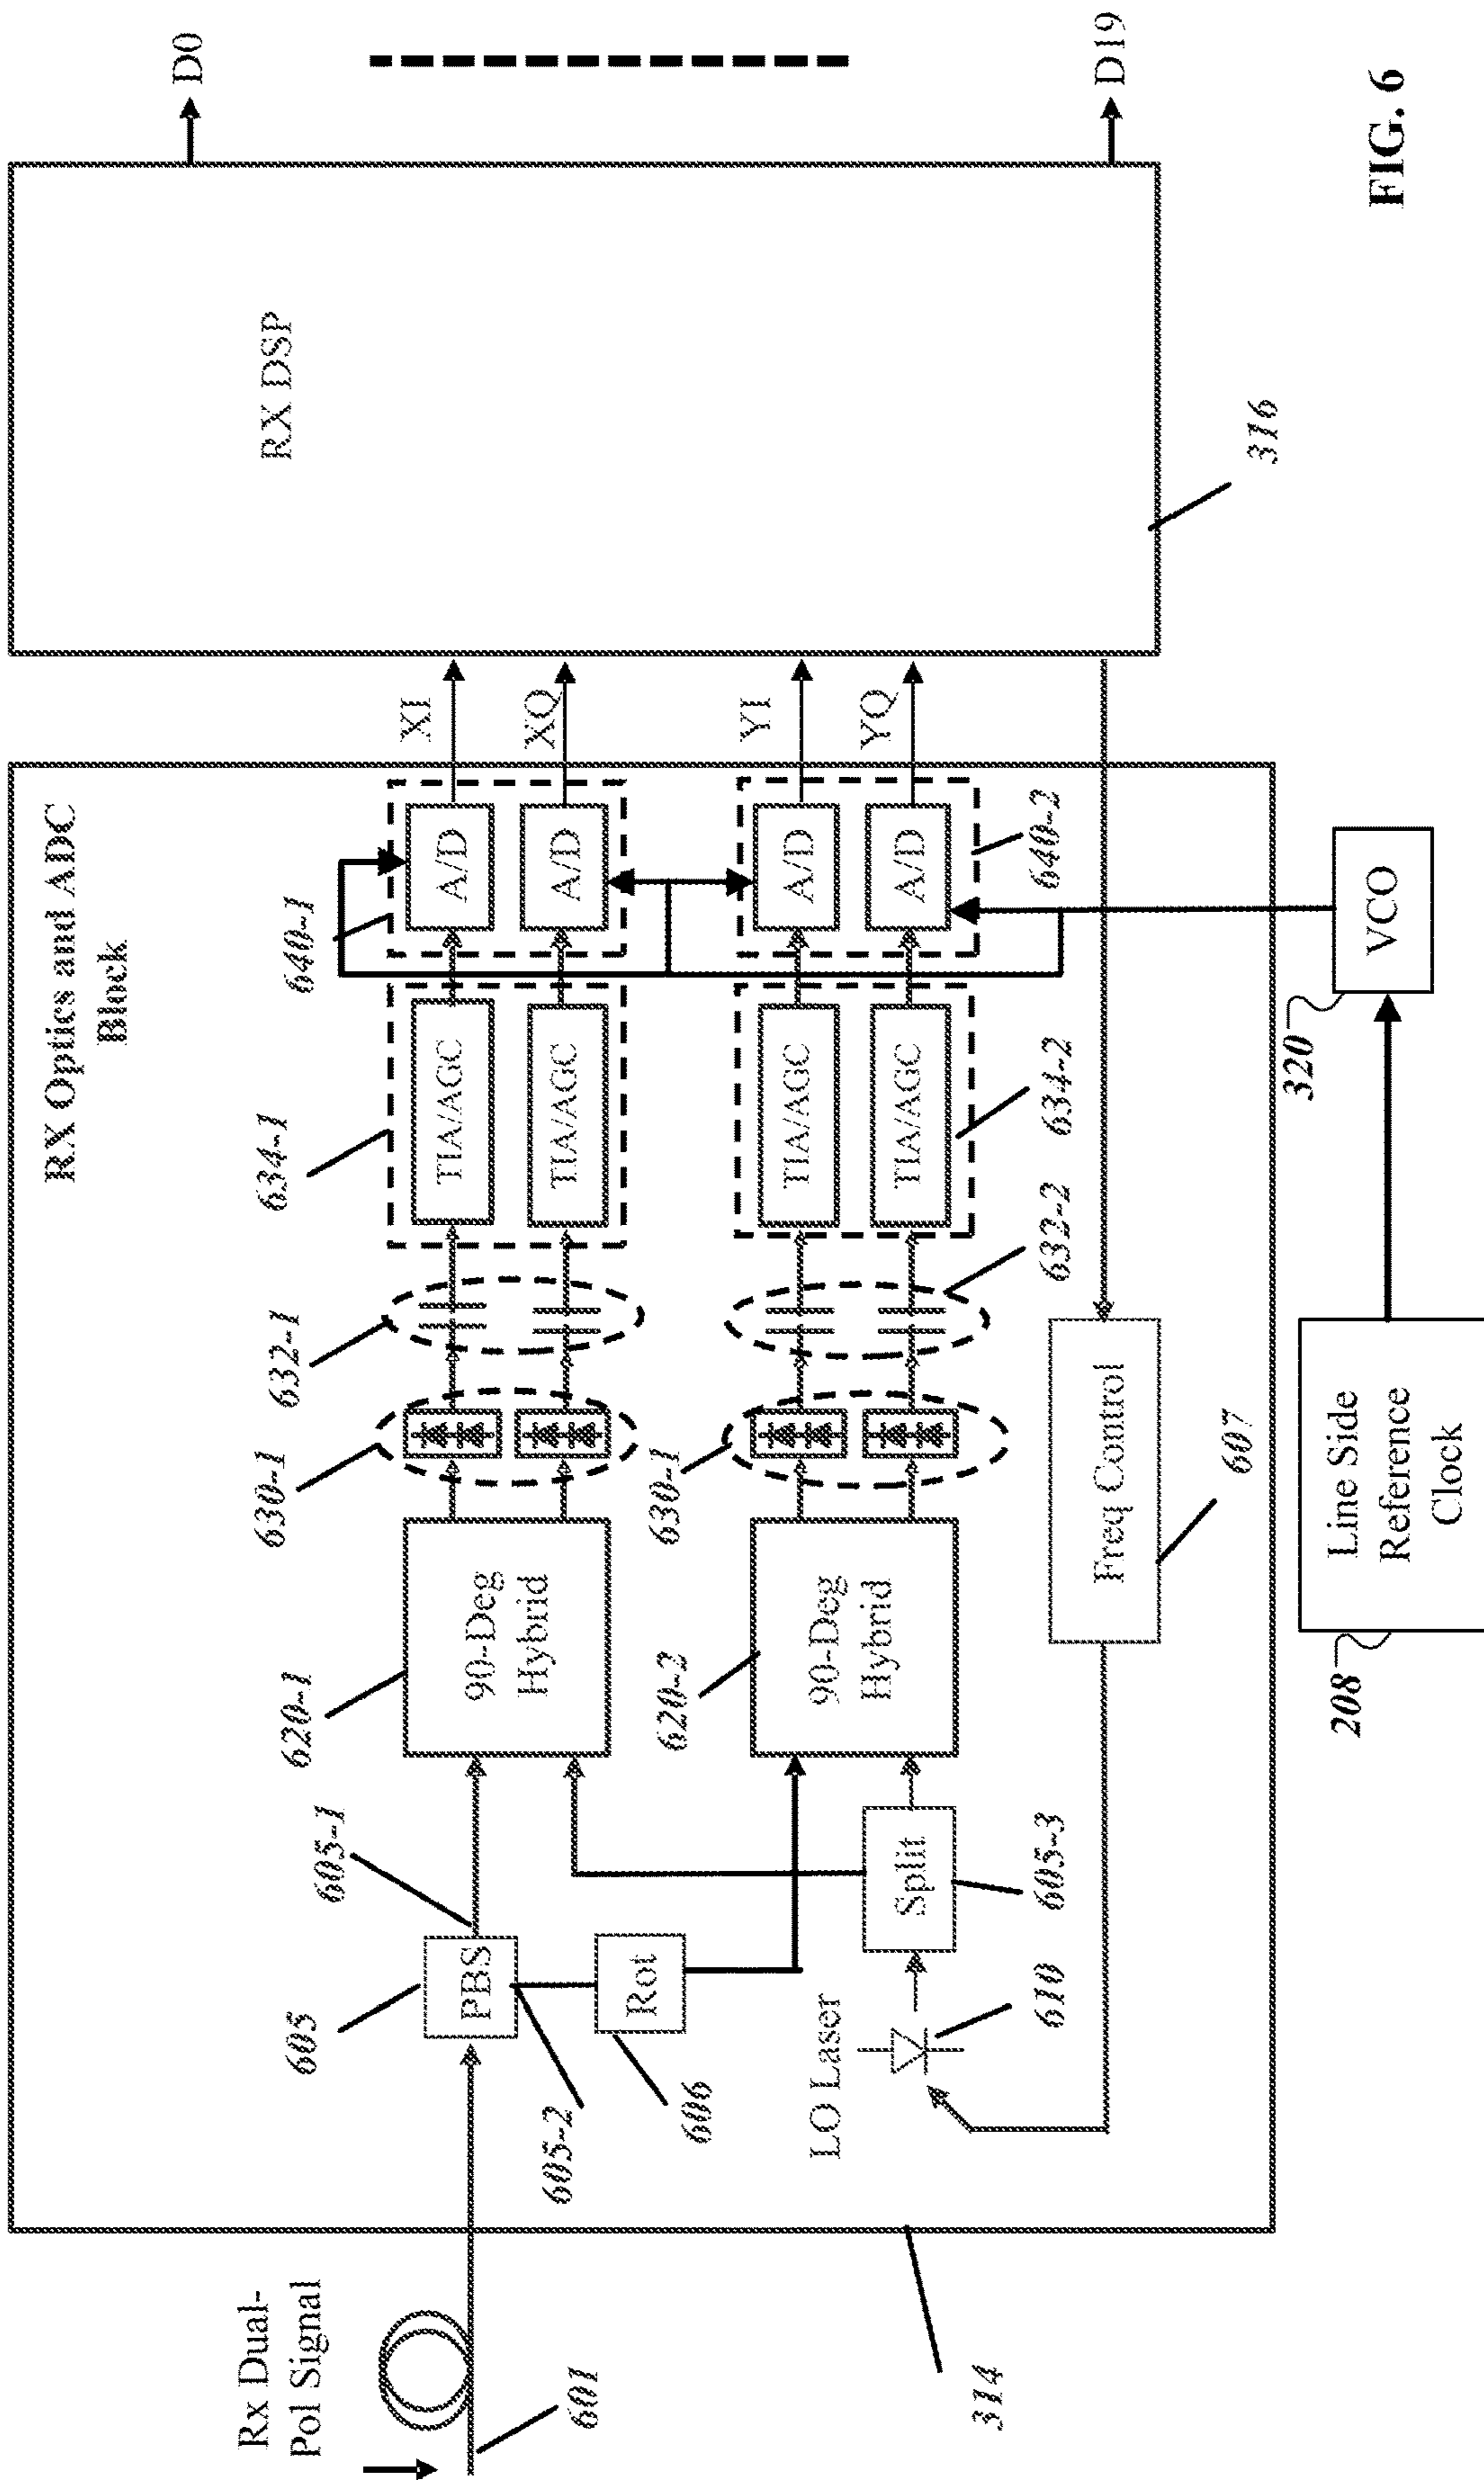 RX Optics and ADC
Block
Rx Dual-
Pol Signal
601
314
605
PBS
605-1
605-2
Rot
606
LO Laser
610
Split
605-3
620-1
90-Deg
Hybrid
620-2
90-Deg
Hybrid
630-1
630-1
632-1
632-2
634-1
TIA/AGC
TIA/AGC
TIA/AGC
TIA/AGC
634-2
640-1
A/D
A/D
A/D
A/D
640-2
XI
XQ
YI
YQ
RX DSP
316
D0
D19
Freq Control
607
208
Line Side
Reference
Clock
320
VCO
FIG. 6